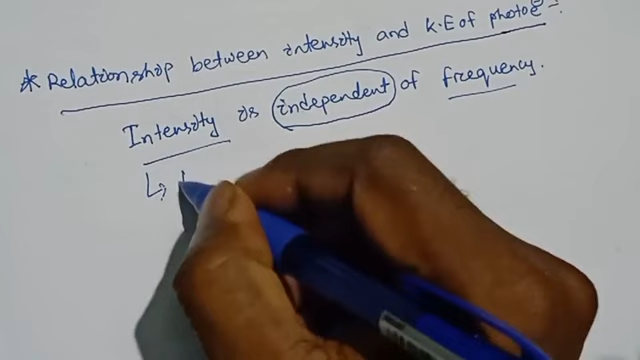 * Relationship between intensity and K.E of photoe⁻:
Intensity is independent of frequency.